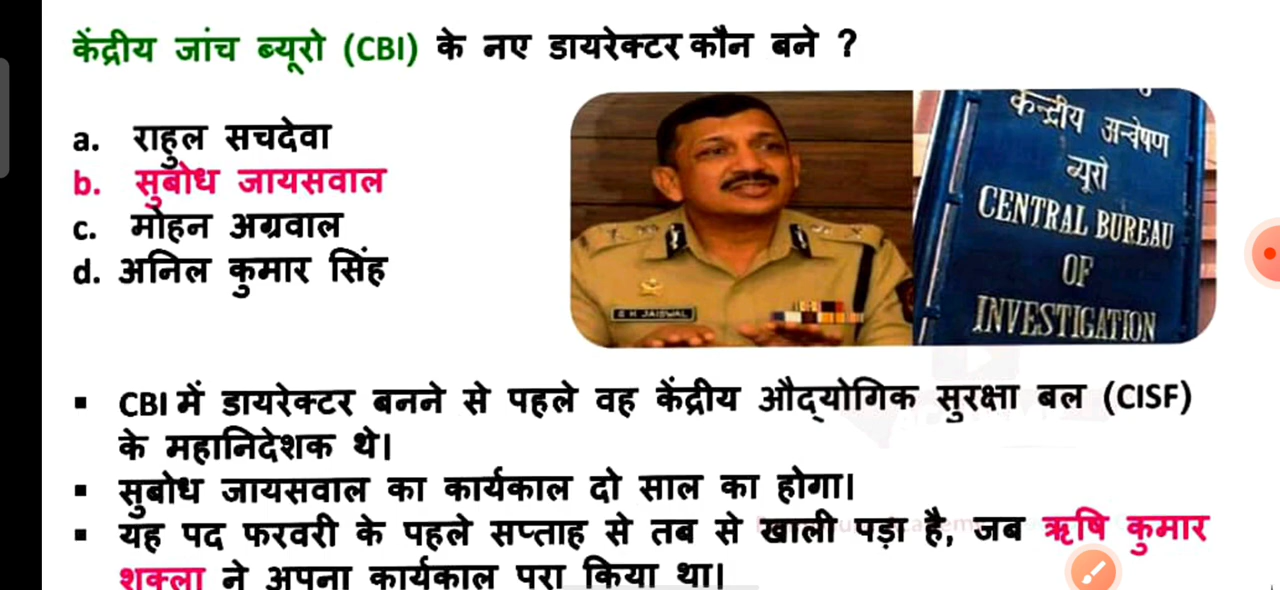 केंद्रीय जांच ब्यूरो (CBI) के नए डायरेक्टर कौन बने ?
a. राहुल सचदेवा
b. सुबोध जायसवाल
c. मोहन अग्रवाल
d. अनिल कुमार सिंह
S K JAISWAL
केन्द्रीय अन्वेषण
ब्यूरो
CENTRAL BUREAU
OF
INVESTIGATION
▪ CBI में डायरेक्टर बनने से पहले वह केंद्रीय औद्योगिक सुरक्षा बल (CISF)
के महानिदेशक थे।
▪ सुबोध जायसवाल का कार्यकाल दो साल का होगा।
▪ यह पद फरवरी के पहले सप्ताह से तब से खाली पड़ा है, जब ऋषि कुमार
शुक्ला ने अपना कार्यकाल पूरा किया था।